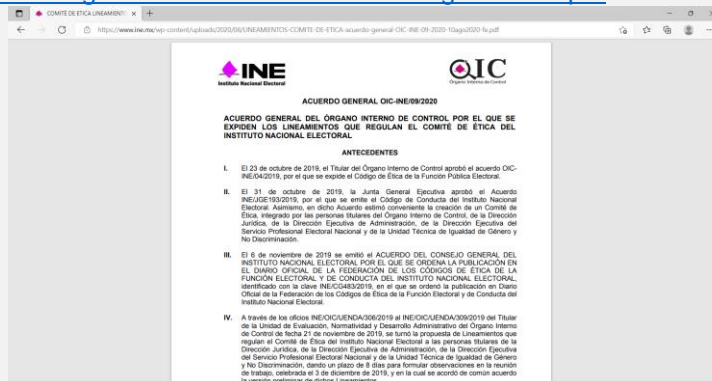 COMITE DE ETICA LINEAMIENT
https://www.ine.mx/wp-content/uploads/2020/08/LINEAMIENTOS-COMITE-DE-ETICA-acuerdo-general-OIC-INE-09-2020-10ago2020-fe.pdf
INE
Instituto Nacional Electoral
OIC
Órgano Interno de Control
ACUERDO GENERAL OIC-INE/09/2020
ACUERDO GENERAL DEL ÓRGANO INTERNO DE CONTROL POR EL QUE SE
EXPIDEN LOS LINEAMIENTOS QUE REGULAN EL COMITÉ DE ÉTICA DEL
INSTITUTO NACIONAL ELECTORAL
ANTECEDENTES
I. El 23 de octubre de 2019, el Titular del Órgano Interno de Control aprobó el acuerdo OIC-
INE/04/2019, por el que se expide el Código de Ética de la Función Pública Electoral.
II. El 31 de octubre de 2019, la Junta General Ejecutiva aprobó el Acuerdo
INE/JGE193/2019, por el que se emite el Código de Conducta del Instituto Nacional
Electoral. Asimismo, en dicho Acuerdo estimó conveniente la creación de un Comité de
Ética, integrado por las personas titulares del Órgano Interno de Control, de la Dirección
Jurídica, de la Dirección Ejecutiva de Administración, de la Dirección Ejecutiva del
Servicio Profesional Electoral Nacional y de la Unidad Técnica de Igualdad de Género y
No Discriminación.
III. El 6 de noviembre de 2019 se emitió el ACUERDO DEL CONSEJO GENERAL DEL
INSTITUTO NACIONAL ELECTORAL POR EL QUE SE ORDENA LA PUBLICACIÓN EN
EL DIARIO OFICIAL DE LA FEDERACIÓN DE LOS CÓDIGOS DE ÉTICA DE LA
FUNCIÓN ELECTORAL Y DE CONDUCTA DEL INSTITUTO NACIONAL ELECTORAL,
identificado con la clave INE/CG483/2019, en el que se ordenó la publicación en Diario
Oficial de la Federación de los Códigos de Ética de la Función Electoral y de Conducta del
Instituto Nacional Electoral.
IV. A través de los oficios INE/OIC/UENDA/306/2019 al INE/OIC/UENDA/309/2019 del Titular
de la Unidad de Evaluación, Normatividad y Desarrollo Administrativo del Órgano Interno
de Control de fecha 21 de noviembre de 2019, se turnó la propuesta de Lineamientos que
regulan el Comité de Ética del Instituto Nacional Electoral a las personas titulares de la
Dirección Jurídica, de la Dirección Ejecutiva de Administración, de la Dirección Ejecutiva
del Servicio Profesional Electoral Nacional y de la Unidad Técnica de Igualdad de Género
y No Discriminación, dando un plazo de 8 días para formular observaciones en la reunión
de trabajo, celebrada el 3 de diciembre de 2019, y en la cual se acordó de común acuerdo
la versión preliminar de dichos Lineamientos.